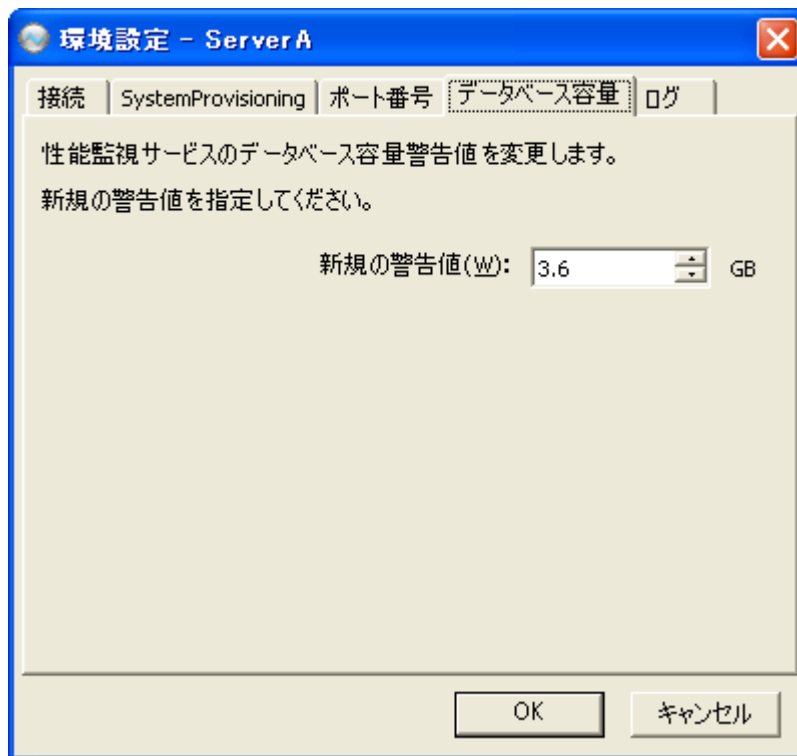 環境設定 - ServerA
接続 SystemProvisioning ポート番号 データベース容量 ログ
性能監視サービスのデータベース容量警告値を変更します。
新規の警告値を指定してください。
新規の警告値(W): 3.6 GB
OK キャンセル